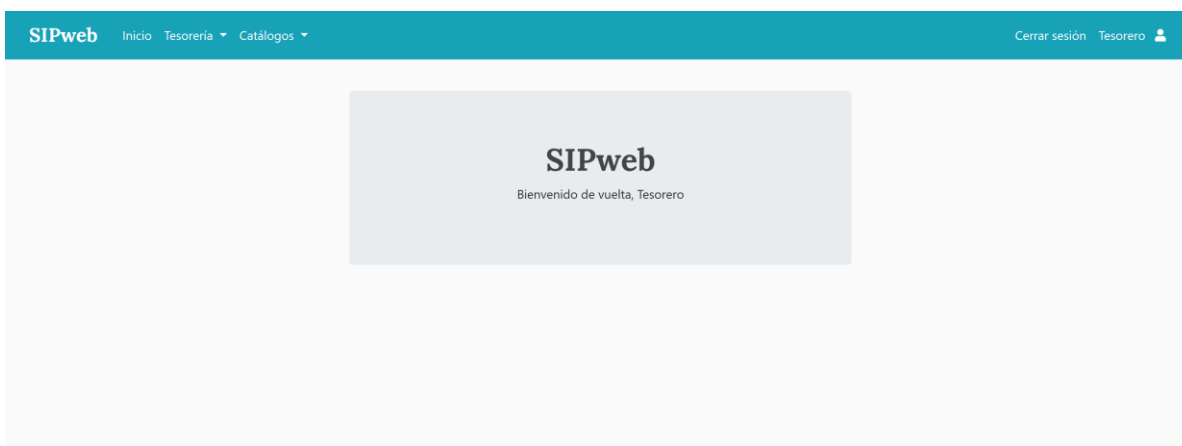 SIPweb Inicio Tesorería Catálogos Cerrar sesión Tesorero
SIPweb
Bienvenido de vuelta, Tesorero